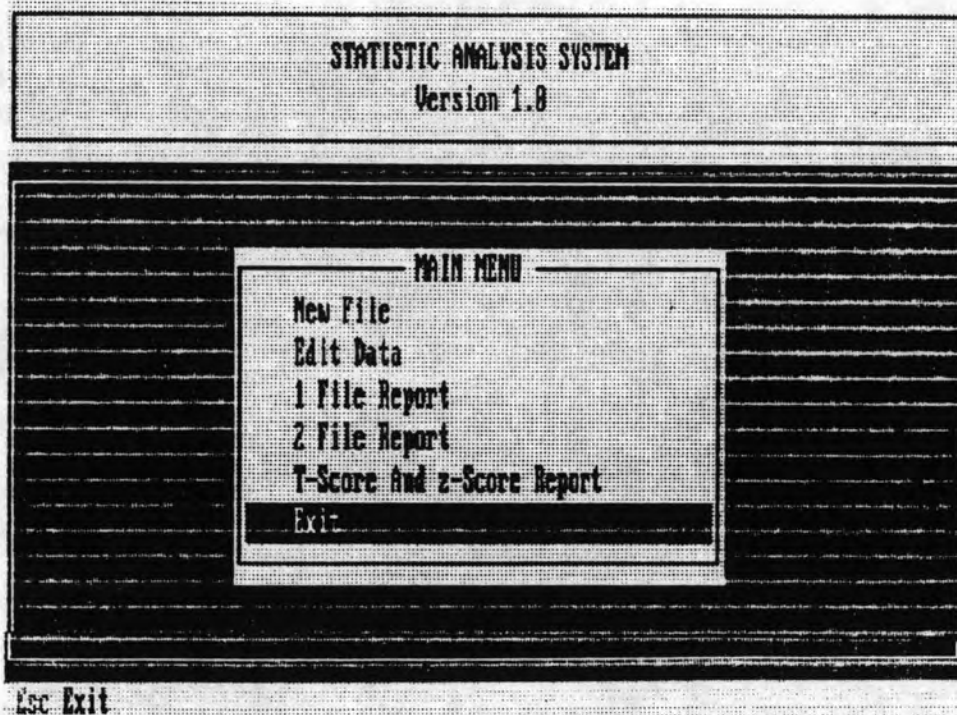 STATISTIC ANALYSIS SYSTEM
Version 1.0
MAIN MENU
New File
Edit Data
1 File Report
2 File Report
T-Score And z-Score Report
Exit
Esc Exit